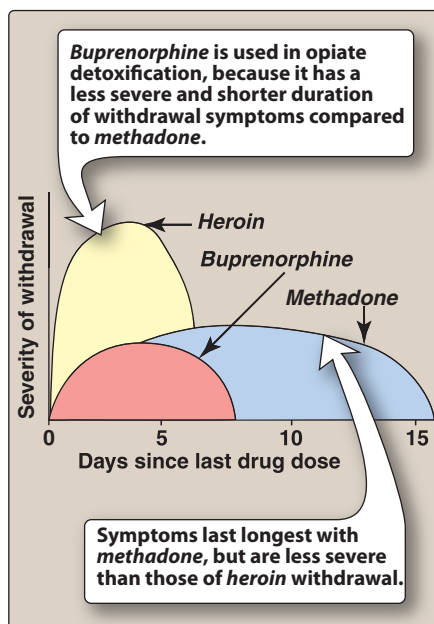 Buprenorphine is used in opiate
detoxification, because it has a
less severe and shorter duration
of withdrawal symptoms compared
to methadone.
Heroin
Buprenorphine
Methadone
Severity of withdrawal
0
5
10
15
Days since last drug dose
Symptoms last longest with
methadone, but are less severe
than those of heroin withdrawal.